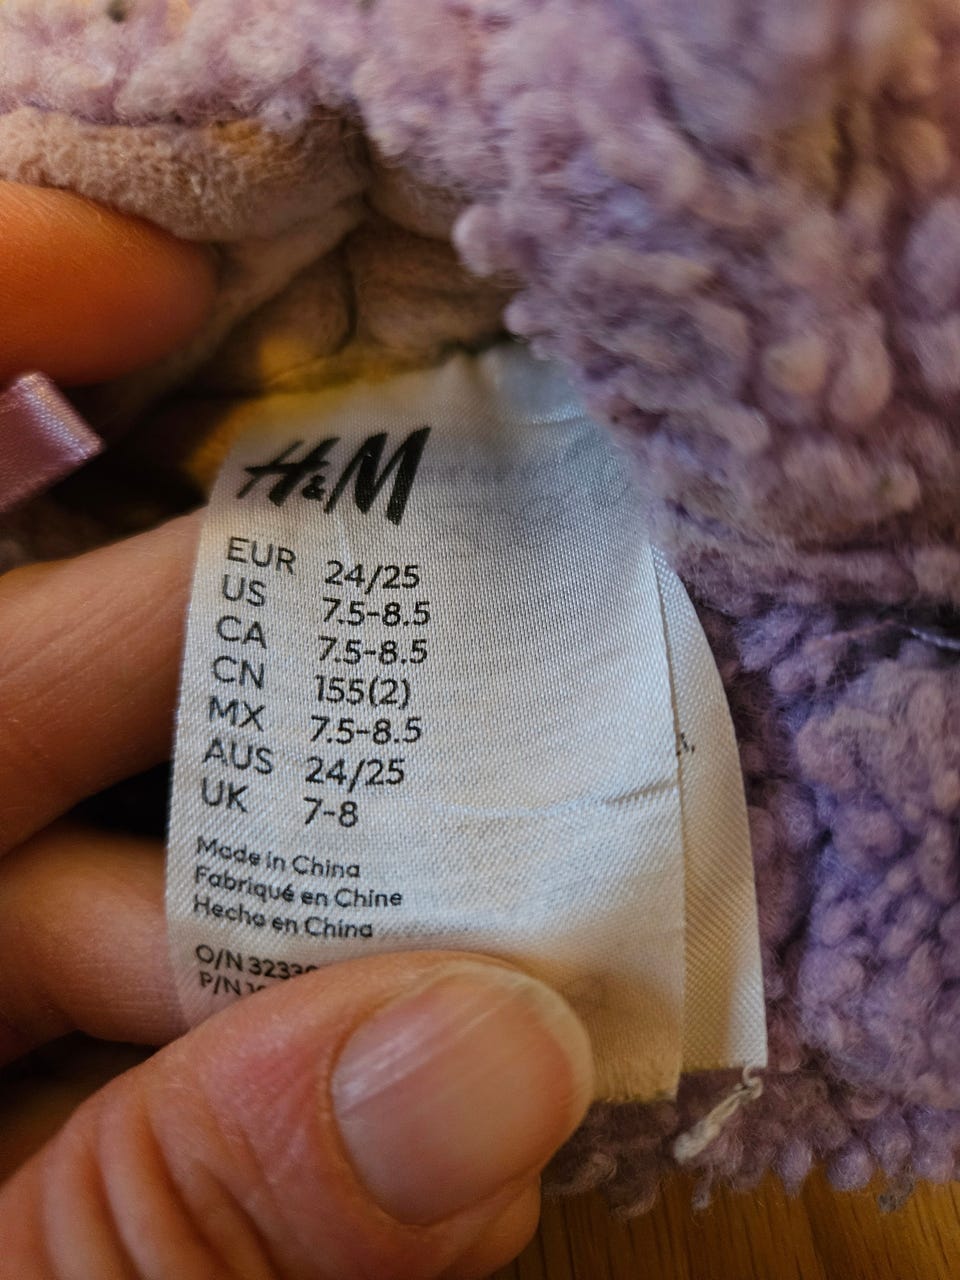 H&M
EUR 24/25
US 7.5-8.5
CA 7.5-8.5
CN 155(2)
MX 7.5-8.5
AUS 24/25
UK 7-8
Made in China
Fabriqué en Chine
Hecho en China
O/N
P/N